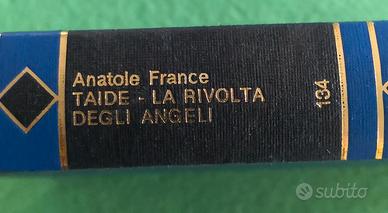 Anatole France
TAIDE - LA RIVOLTA
DEGLI ANGELI
134
subito